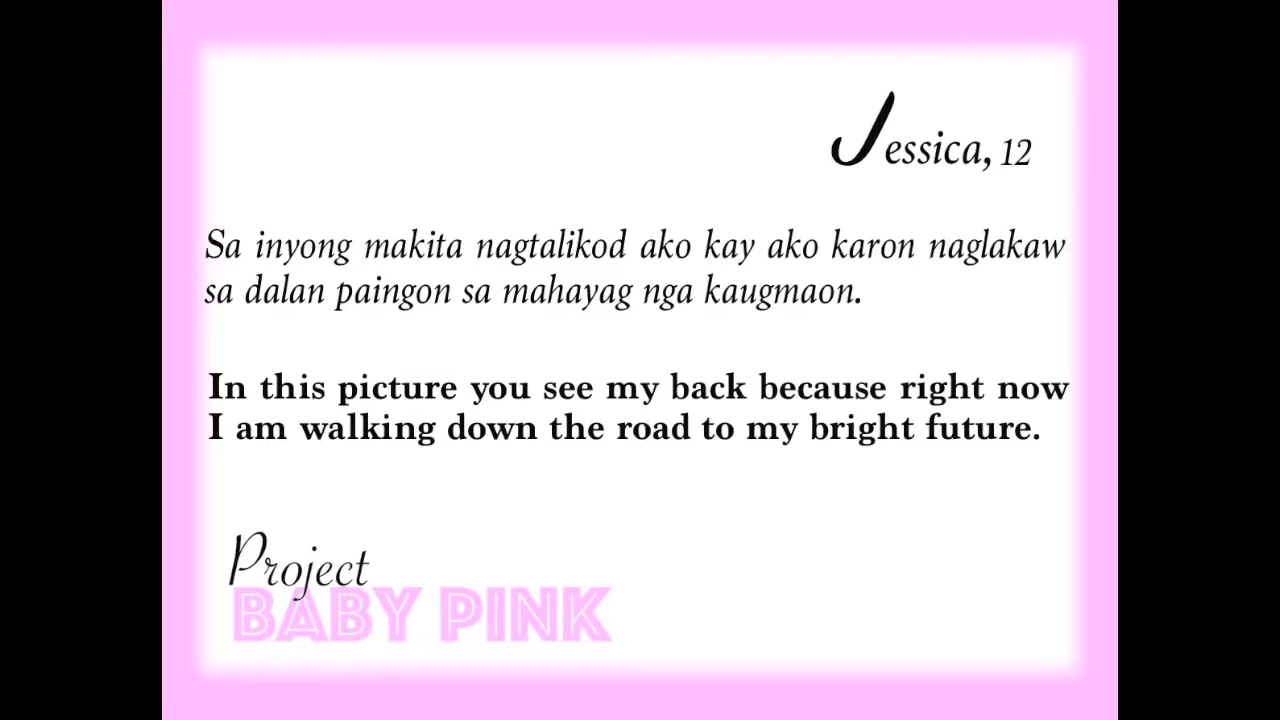 Jessica, 12
Sa inyong makita nagtalikod ako kay ako karon naglakaw
sa dalan paingon sa mahayag nga kaugmaon.
In this picture you see my back because right now
I am walking down the road to my bright future.
Project
BABY PINK